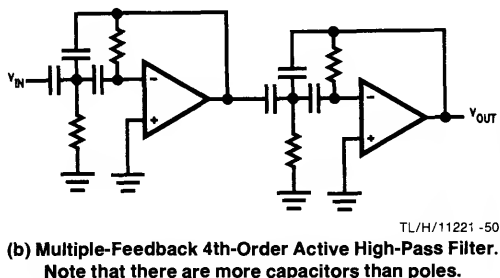 V_IN
−
+
−
+
V_OUT
TL/H/11221-50
(b) Multiple-Feedback 4th-Order Active High-Pass Filter.
Note that there are more capacitors than poles.